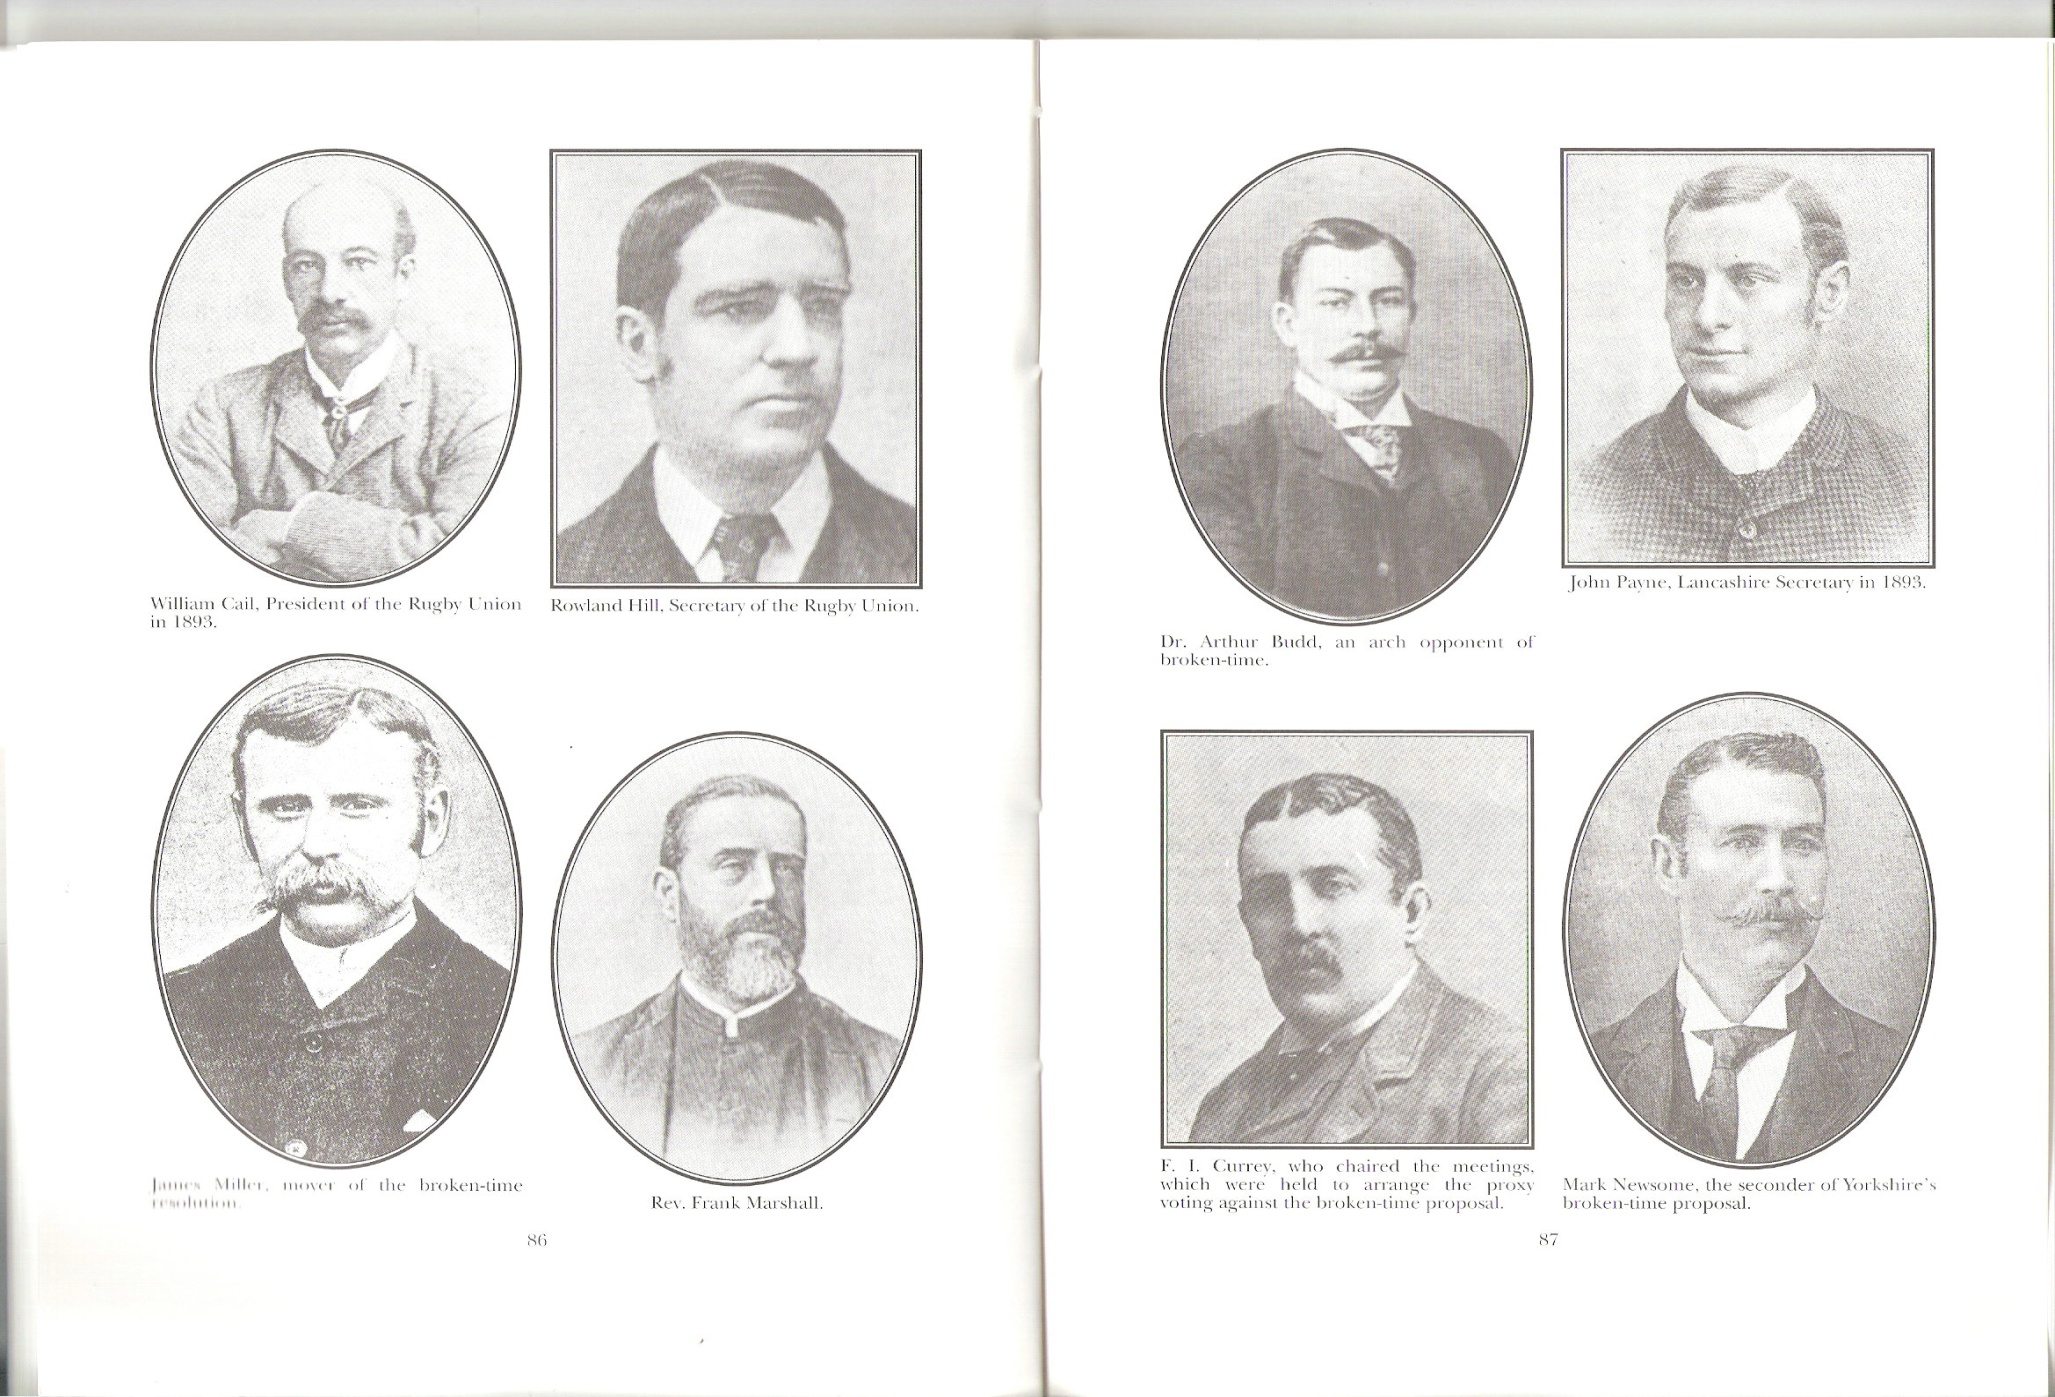 William Cail, President of the Rugby Union
in 1893.
Rowland Hill, Secretary of the Rugby Union.
James Miller, mover of the broken-time
resolution.
Rev. Frank Marshall.
86
Dr. Arthur Budd, an arch opponent of
broken-time.
John Payne, Lancashire Secretary in 1893.
F. I. Currey, who chaired the meetings,
which were held to arrange the proxy
voting against the broken-time proposal.
Mark Newsome, the seconder of Yorkshire's
broken-time proposal.
87